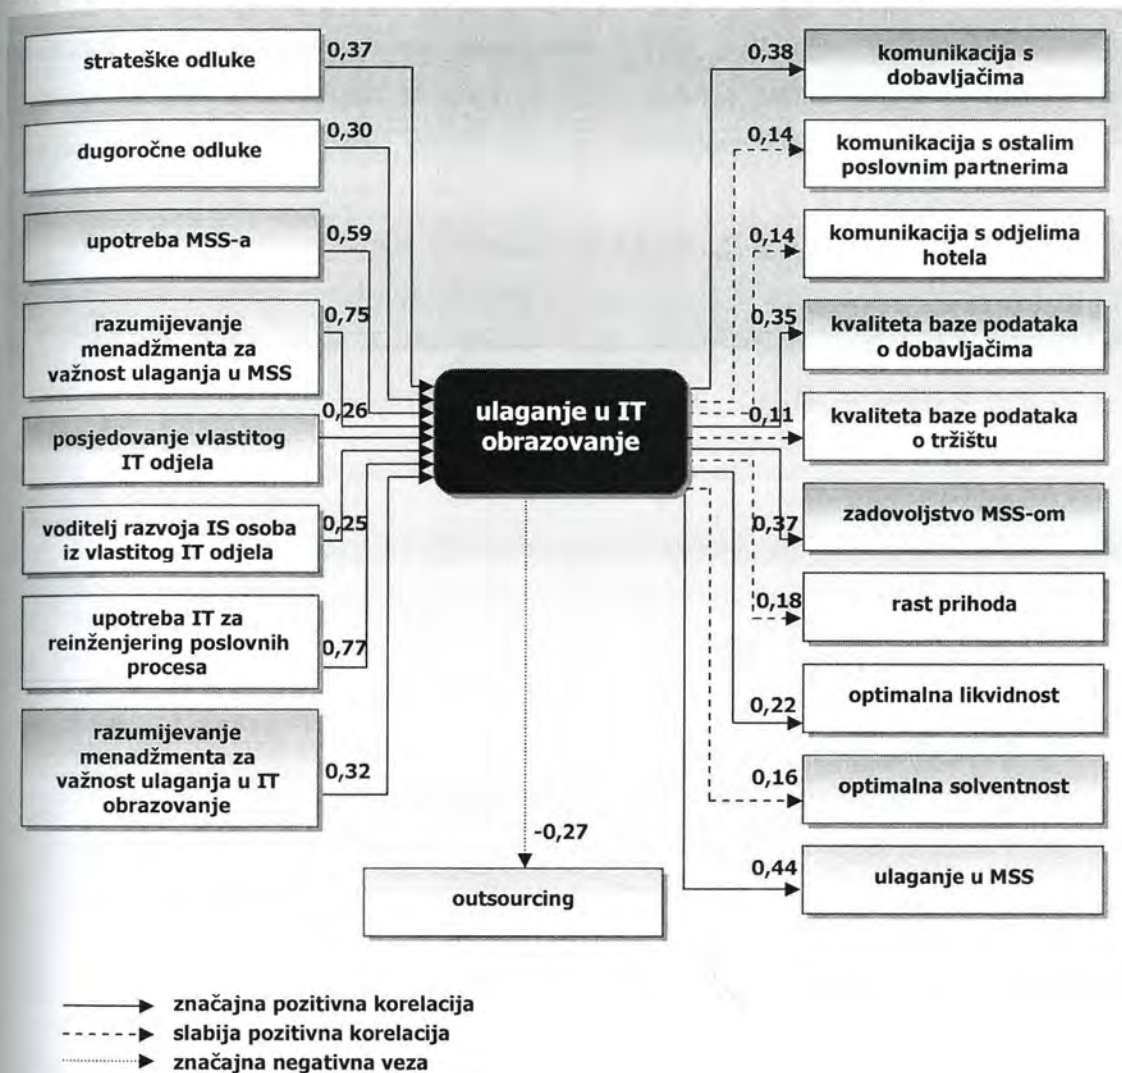 strateške odluke
0,37
dugoročne odluke
0,30
upotreba MSS-a
0,59
razumijevanje
menadžmenta za
važnost ulaganja u MSS
0,75
posjedovanje vlastitog
IT odjela
0,26
voditelj razvoja IS osoba
iz vlastitog IT odjela
0,25
upotreba IT za
reinženjering poslovnih
procesa
0,77
razumijevanje
menadžmenta za
važnost ulaganja u IT
obrazovanje
0,32
ulaganje u IT
obrazovanje
-0,27
outsourcing
0,38
komunikacija s
dobavljačima
0,14
komunikacija s ostalim
poslovnim partnerima
0,14
komunikacija s odjelima
hotela
0,35
kvaliteta baze podataka
o dobavljačima
0,11
kvaliteta baze podataka
o tržištu
0,37
zadovoljstvo MSS-om
0,18
rast prihoda
0,22
optimalna likvidnost
0,16
optimalna solventnost
0,44
ulaganje u MSS
značajna pozitivna korelacija
slabija pozitivna korelacija
značajna negativna veza